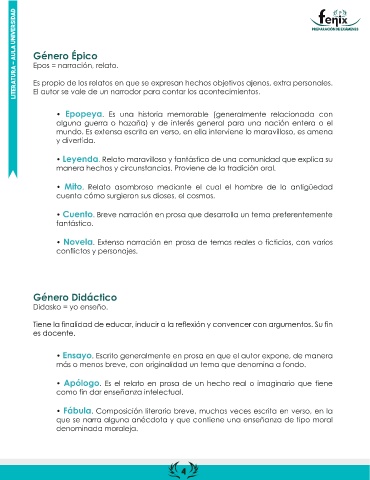 LITERATURA – AULA UNIVERSIDAD
fenix
PREPARACIÓN DE EXÁMENES
Género Épico
Epos = narración, relato.
Es propio de los relatos en que se expresan hechos objetivos ajenos, extra personales.
El autor se vale de un narrador para contar los acontecimientos.
• Epopeya. Es una historia memorable (generalmente relacionada con
alguna guerra o hazaña) y de interés general para una nación entera o el
mundo. Es extensa escrita en verso, en ella interviene lo maravilloso, es amena
y divertida.
• Leyenda. Relato maravilloso y fantástico de una comunidad que explica su
manera hechos y circunstancias. Proviene de la tradición oral.
• Mito. Relato asombroso mediante el cual el hombre de la antigüedad
cuenta cómo surgieron sus dioses, el cosmos.
• Cuento. Breve narración en prosa que desarrolla un tema preferentemente
fantástico.
• Novela. Extensa narración en prosa de temas reales o ficticios, con varios
conflictos y personajes.
Género Didáctico
Didasko = yo enseño.
Tiene la finalidad de educar, inducir a la reflexión y convencer con argumentos. Su fin
es docente.
• Ensayo. Escrito generalmente en prosa en que el autor expone, de manera
más o menos breve, con originalidad un tema que denomina a fondo.
• Apólogo. Es el relato en prosa de un hecho real o imaginario que tiene
como fin dar enseñanza intelectual.
• Fábula. Composición literaria breve, muchas veces escrita en verso, en la
que se narra alguna anécdota y que contiene una enseñanza de tipo moral
denominada moraleja.
4